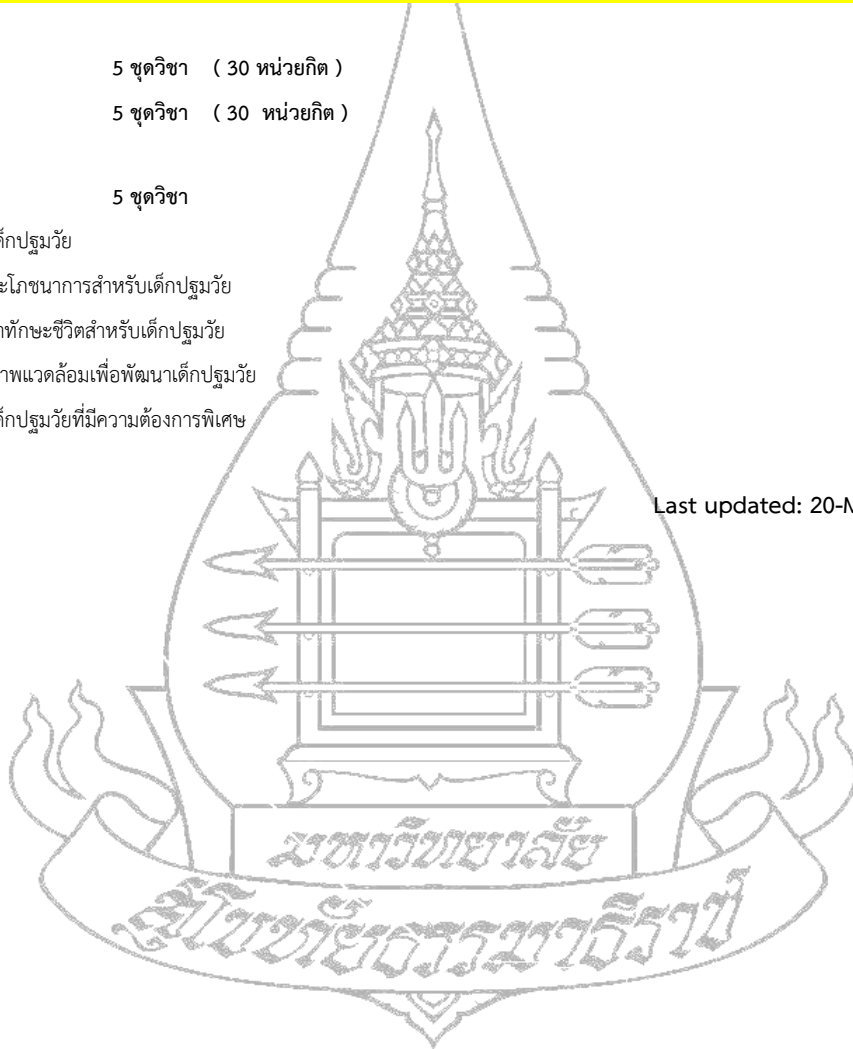 5 ชุดวิชา ( 30 หน่วยกิต )
5 ชุดวิชา ( 30 หน่วยกิต )
5 ชุดวิชา
ด็กปฐมวัย
ะโภชนาการสำหรับเด็กปฐมวัย
าทักษะชีวิตสำหรับเด็กปฐมวัย
าพแวดล้อมเพื่อพัฒนาเด็กปฐมวัย
ด็กปฐมวัยที่มีความต้องการพิเศษ
Last updated: 20-M
มหาวิทยาลัย
สุโขทัยธรรมาธิราช